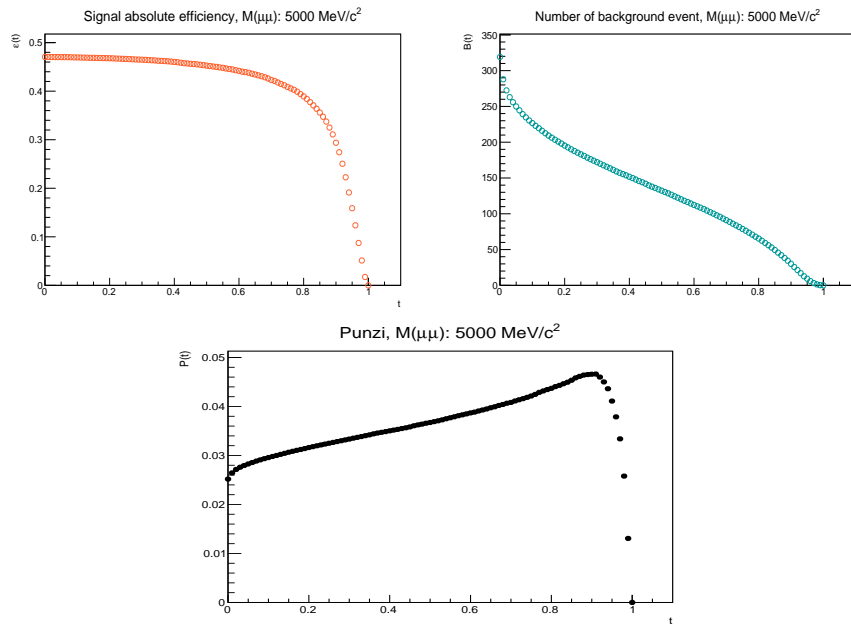 Signal absolute efficiency, M(μμ): 5000 MeV/c²
ε(t)
0.5
0.4
0.2
0
0 0.2 0.4 0.6 0.8 1
t
Number of background event, M(μμ): 5000 MeV/c²
B(t)
350
300
250
200
150
100
50
0
0 0.2 0.4 0.6 0.8 1
t
Punzi, M(μμ): 5000 MeV/c²
P(t)
0.05
0.04
0.03
0.02
0.01
0
0 0.2 0.4 0.6 0.8 1
t